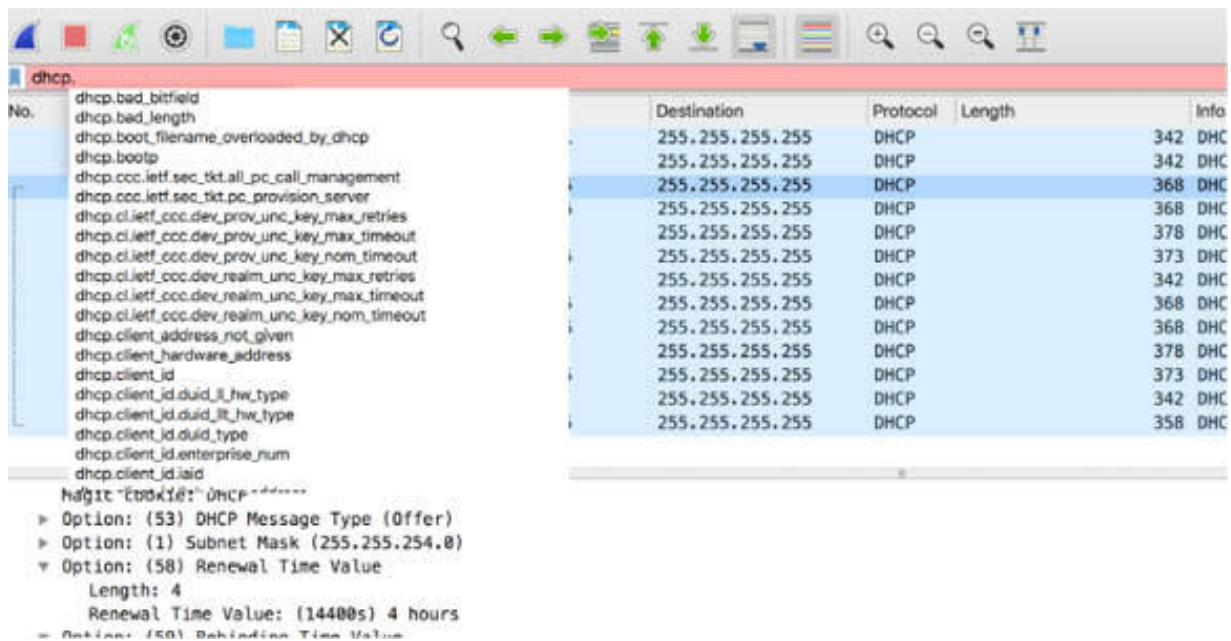 dhcp.
No. Destination Protocol Length Info
dhcp.bad_bitfield
dhcp.bad_length
dhcp.boot_filename_overloaded_by_dhcp
dhcp.bootp
dhcp.ccc.ietf.sec_tkt.all_pc_call_management
dhcp.ccc.ietf.sec_tkt.pc_provision_server
dhcp.cl.ietf_ccc.dev_prov_unc_key_max_retries
dhcp.cl.ietf_ccc.dev_prov_unc_key_max_timeout
dhcp.cl.ietf_ccc.dev_prov_unc_key_nom_timeout
dhcp.cl.ietf_ccc.dev_realm_unc_key_max_retries
dhcp.cl.ietf_ccc.dev_realm_unc_key_max_timeout
dhcp.cl.ietf_ccc.dev_realm_unc_key_nom_timeout
dhcp.client_address_not_given
dhcp.client_hardware_address
dhcp.client_id
dhcp.client_id.duid_ll_hw_type
dhcp.client_id.duid_llt_hw_type
dhcp.client_id.duid_type
dhcp.client_id.enterprise_num
dhcp.client_id.iaid
255.255.255.255 DHCP 342 DHC
255.255.255.255 DHCP 342 DHC
255.255.255.255 DHCP 368 DHC
255.255.255.255 DHCP 368 DHC
255.255.255.255 DHCP 378 DHC
255.255.255.255 DHCP 373 DHC
255.255.255.255 DHCP 342 DHC
255.255.255.255 DHCP 368 DHC
255.255.255.255 DHCP 368 DHC
255.255.255.255 DHCP 378 DHC
255.255.255.255 DHCP 373 DHC
255.255.255.255 DHCP 342 DHC
255.255.255.255 DHCP 358 DHC
Magic cookie: DHCP
Option: (53) DHCP Message Type (Offer)
Option: (1) Subnet Mask (255.255.254.0)
Option: (58) Renewal Time Value
Length: 4
Renewal Time Value: (14400s) 4 hours
Option: (59) Rebinding Time Value